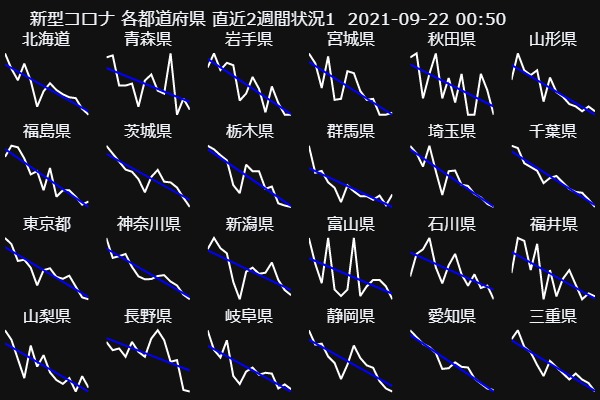 新型コロナ 各都道府県 直近2週間状況1 2021-09-22 00:50
北海道 青森県 岩手県 宮城県 秋田県 山形県
福島県 茨城県 栃木県 群馬県 埼玉県 千葉県
東京都 神奈川県 新潟県 富山県 石川県 福井県
山梨県 長野県 岐阜県 静岡県 愛知県 三重県